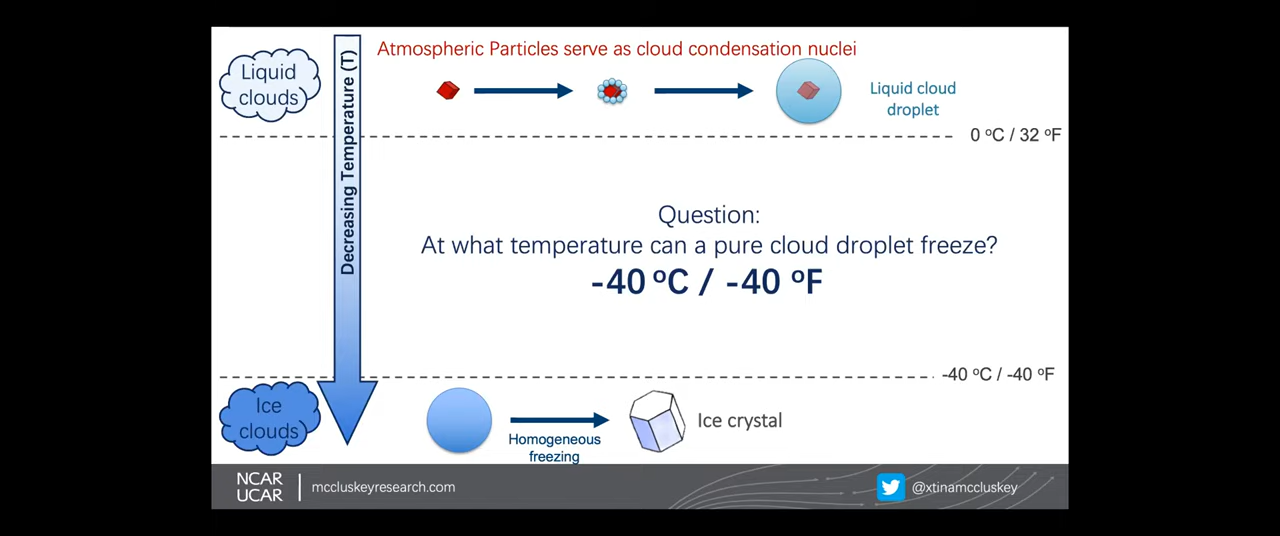 Atmospheric Particles serve as cloud condensation nuclei
Liquid
clouds
Decreasing Temperature (T)
Liquid cloud
droplet
0 ºC / 32 ºF
Question:
At what temperature can a pure cloud droplet freeze?
-40 ºC / -40 ºF
-40 ºC / -40 ºF
Ice
clouds
Ice crystal
Homogeneous
freezing
NCAR
UCAR
mccluskeyresearch.com
@xtinamccluskey